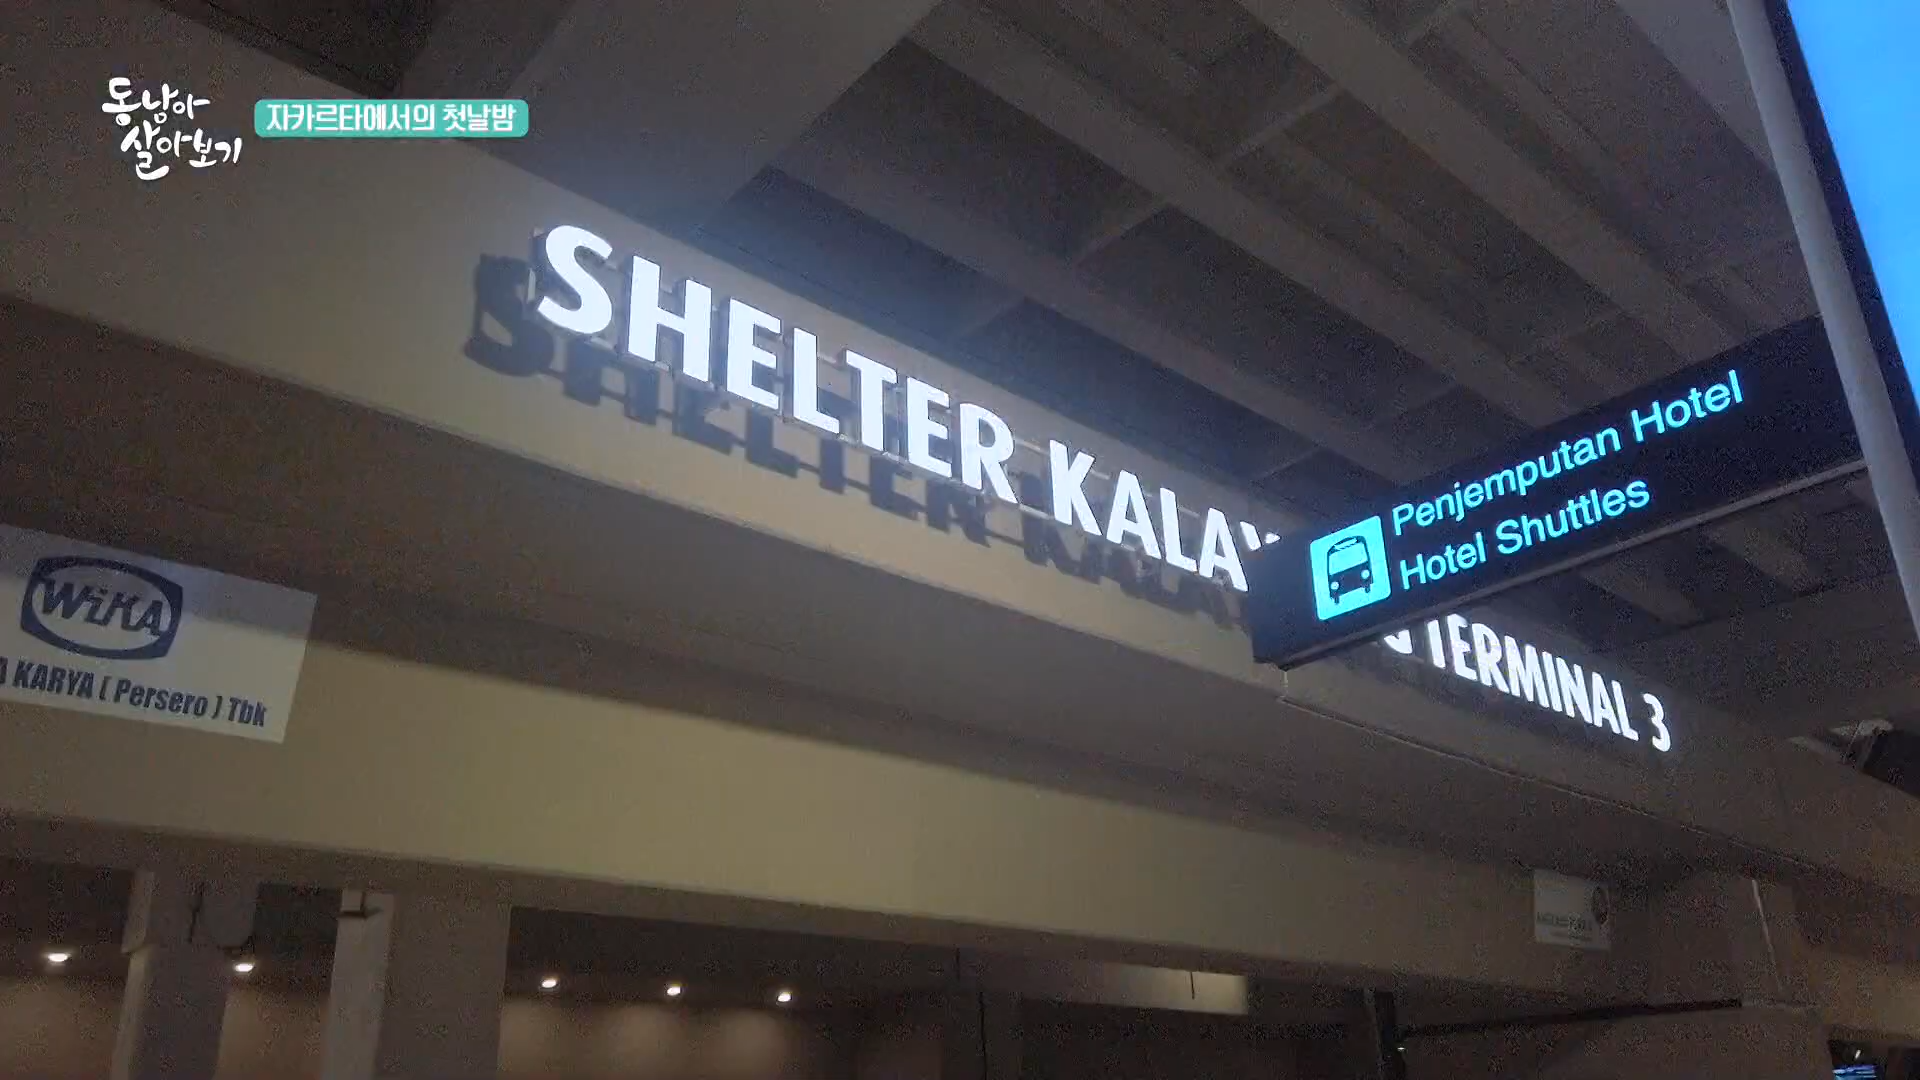 동남아
살아보기
자카르타에서의 첫날밤
SHELTER
TERMINAL 3
Penjemputan Hotel
Hotel Shuttles
WiKA
KARYA ( Persero ) Tbk